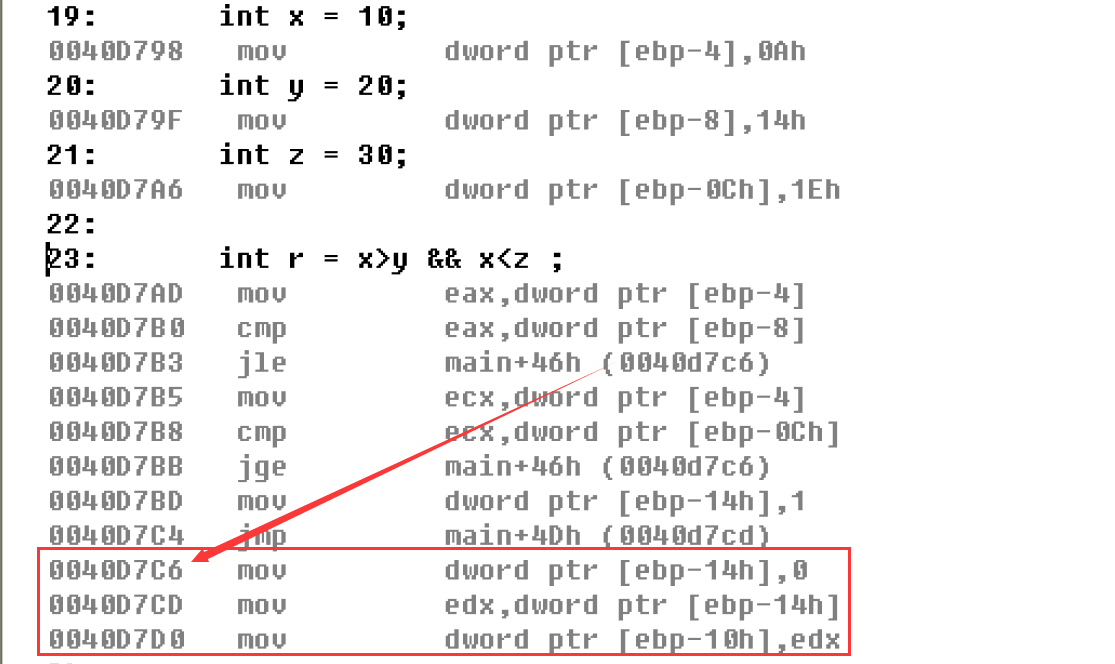 19: int x = 10;
0040D798 mov dword ptr [ebp-4],0Ah
20: int y = 20;
0040D79F mov dword ptr [ebp-8],14h
21: int z = 30;
0040D7A6 mov dword ptr [ebp-0Ch],1Eh
22:
23: int r = x>y && x<z ;
0040D7AD mov eax,dword ptr [ebp-4]
0040D7B0 cmp eax,dword ptr [ebp-8]
0040D7B3 jle main+46h (0040d7c6)
0040D7B5 mov ecx,dword ptr [ebp-4]
0040D7B8 cmp ecx,dword ptr [ebp-0Ch]
0040D7BB jge main+46h (0040d7c6)
0040D7BD mov dword ptr [ebp-14h],1
0040D7C4 jmp main+4Dh (0040d7cd)
0040D7C6 mov dword ptr [ebp-14h],0
0040D7CD mov edx,dword ptr [ebp-14h]
0040D7D0 mov dword ptr [ebp-10h],edx